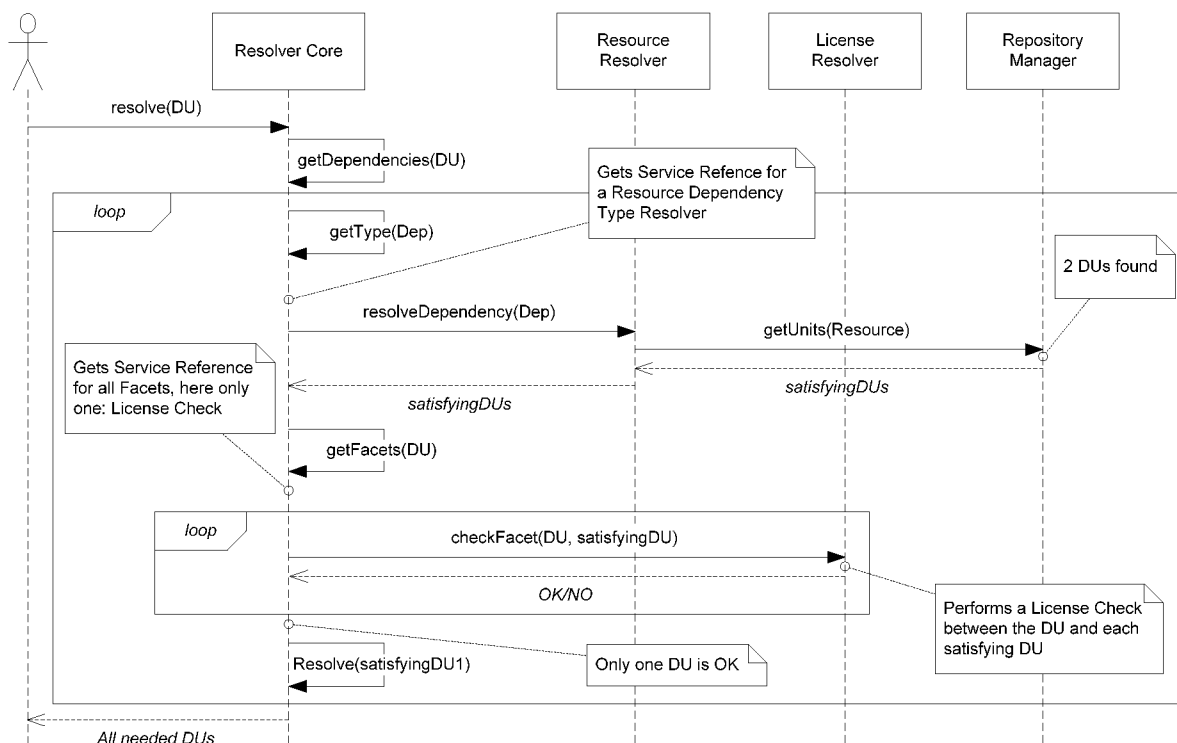 Resolver Core
Resource
Resolver
License
Resolver
Repository
Manager
resolve(DU)
getDependencies(DU)
Gets Service Refence for
a Resource Dependency
Type Resolver
loop
getType(Dep)
2 DUs found
resolveDependency(Dep)
getUnits(Resource)
Gets Service Reference
for all Facets, here only
one: License Check
satisfyingDUs
satisfyingDUs
getFacets(DU)
loop
checkFacet(DU, satisfyingDU)
OK/NO
Performs a License Check
between the DU and each
satisfying DU
Only one DU is OK
Resolve(satisfyingDU1)
All needed DUs